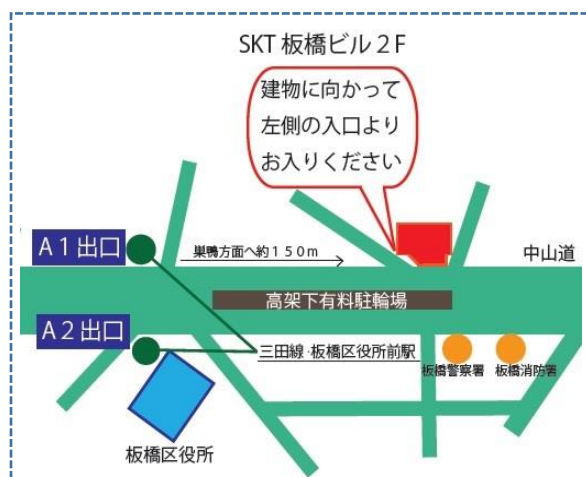 SKT 板橋ビル２F
建物に向かって
左側の入口より
お入りください
A１出口
巣鴨方面へ約１５０m
中山道
高架下有料駐輪場
A２出口
三田線・板橋区役所前駅
板橋警察署
板橋消防署
板橋区役所